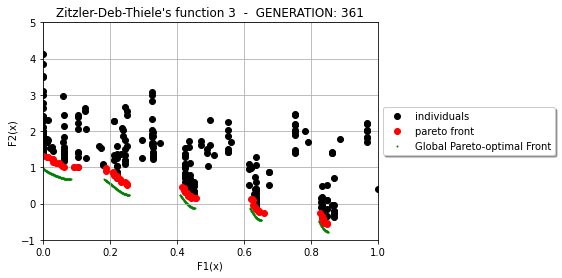 Zitzler-Deb-Thiele's function 3 - GENERATION: 361
5
4
3
2
1
0
−1
F2(x)
0.0 0.2 0.4 0.6 0.8 1.0
F1(x)
individuals
pareto front
Global Pareto-optimal Front